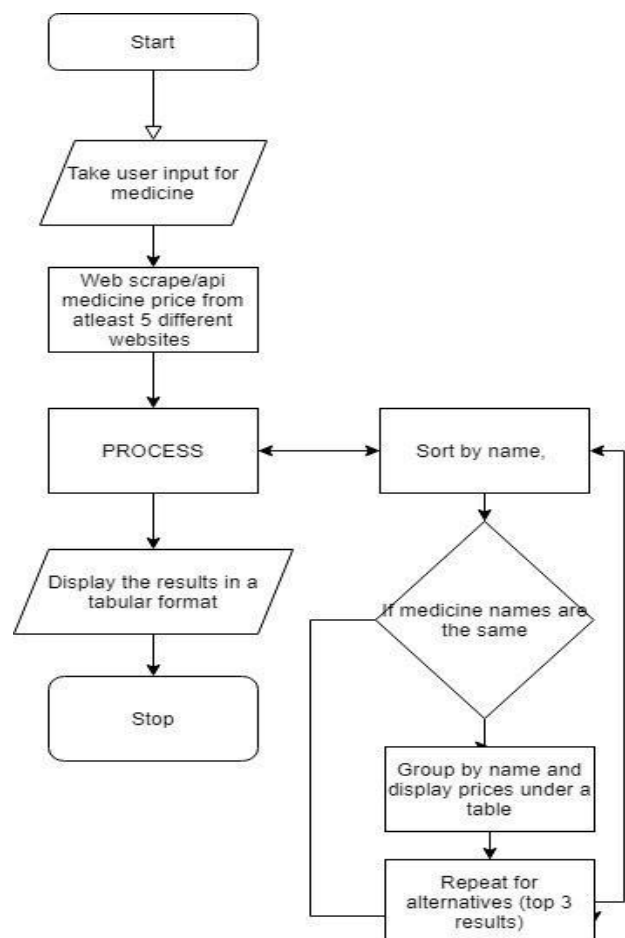 Start
Take user input for
medicine
Web scrape/api
medicine price from
atleast 5 different
websites
PROCESS
Sort by name,
Display the results in a
tabular format
If medicine names are
the same
Stop
Group by name and
display prices under a
table
Repeat for
alternatives (top 3
results)